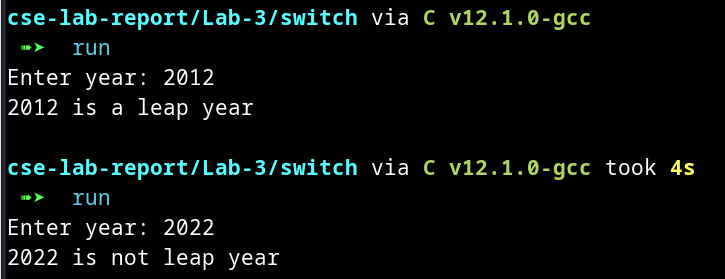 cse-lab-report/Lab-3/switch via C v12.1.0-gcc
➠➤ run
Enter year: 2012
2012 is a leap year
cse-lab-report/Lab-3/switch via C v12.1.0-gcc took 4s
➠➤ run
Enter year: 2022
2022 is not leap year